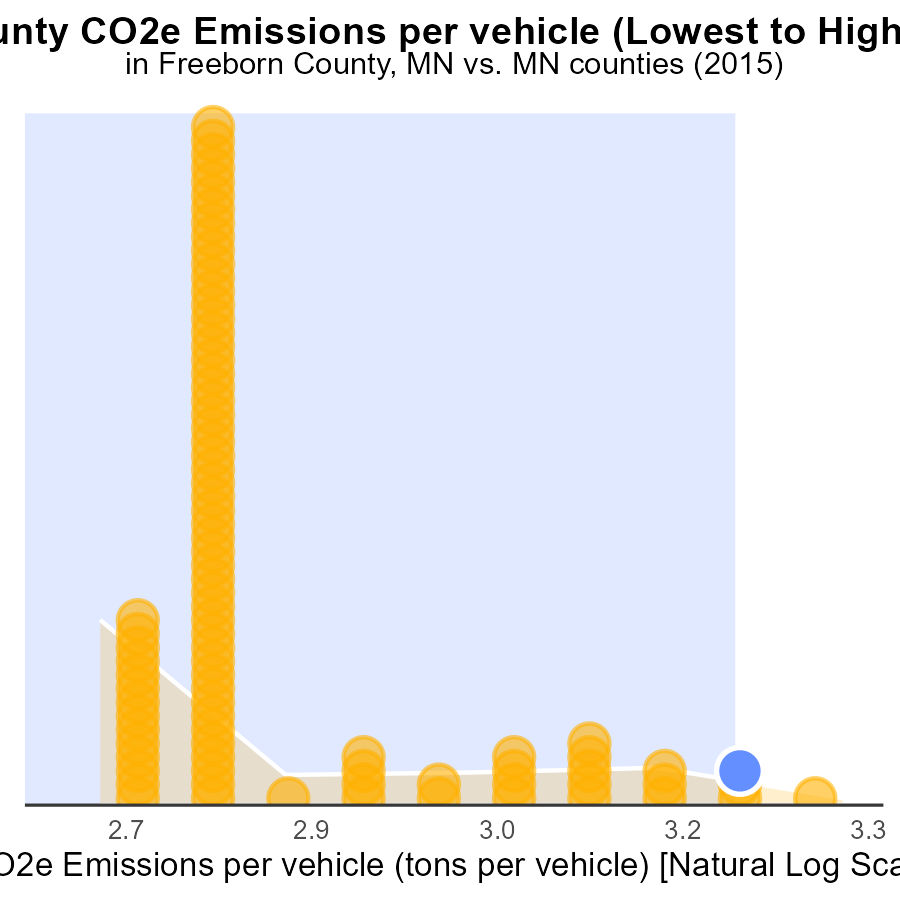 unty CO2e Emissions per vehicle (Lowest to High
in Freeborn County, MN vs. MN counties (2015)
2.7 2.9 3.0 3.2 3.3
O2e Emissions per vehicle (tons per vehicle) [Natural Log Sca